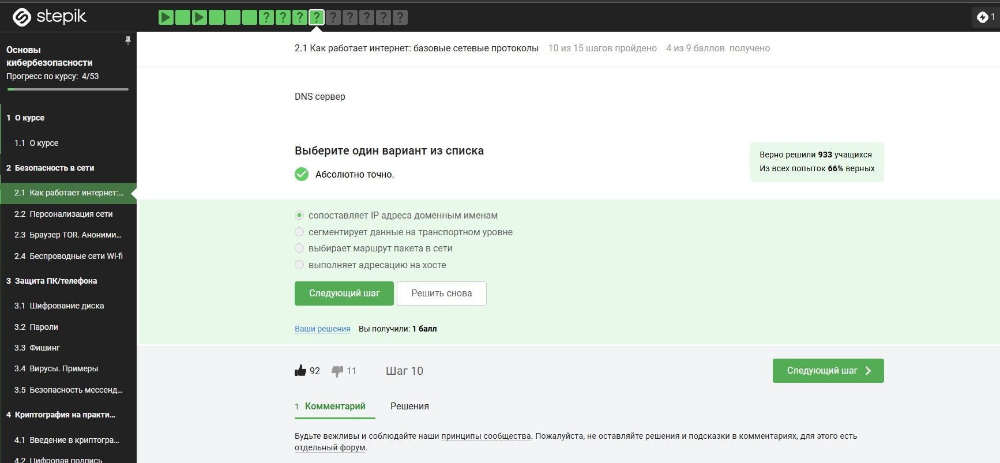 stepik
? ? ? ? ? ? ? ? ?
1
Основы
кибербезопасности
Прогресс по курсу: 4/53
1 О курсе
1.1 О курсе
2 Безопасность в сети
2.1 Как работает интернет:...
2.2 Персонализация сети
2.3 Браузер TOR. Аноними...
2.4 Беспроводные сети Wi-fi
3 Защита ПК/телефона
3.1 Шифрование диска
3.2 Пароли
3.3 Фишинг
3.4 Вирусы. Примеры
3.5 Безопасность мессенд...
4 Криптография на практи...
4.1 Введение в криптогра...
4.2 Цифровая подпись
2.1 Как работает интернет: базовые сетевые протоколы 10 из 15 шагов пройдено 4 из 9 баллов получено
DNS сервер
Выберите один вариант из списка
Абсолютно точно.
Верно решили 933 учащихся
Из всех попыток 66% верных
сопоставляет IP адреса доменным именам
сегментирует данные на транспортном уровне
выбирает маршрут пакета в сети
выполняет адресацию на хосте
Следующий шаг Решить снова
Ваши решения Вы получили: 1 балл
92 11 Шаг 10 Следующий шаг
1 Комментарий Решения
Будьте вежливы и соблюдайте наши принципы сообщества. Пожалуйста, не оставляйте решения и подсказки в комментариях, для этого есть
отдельный форум.